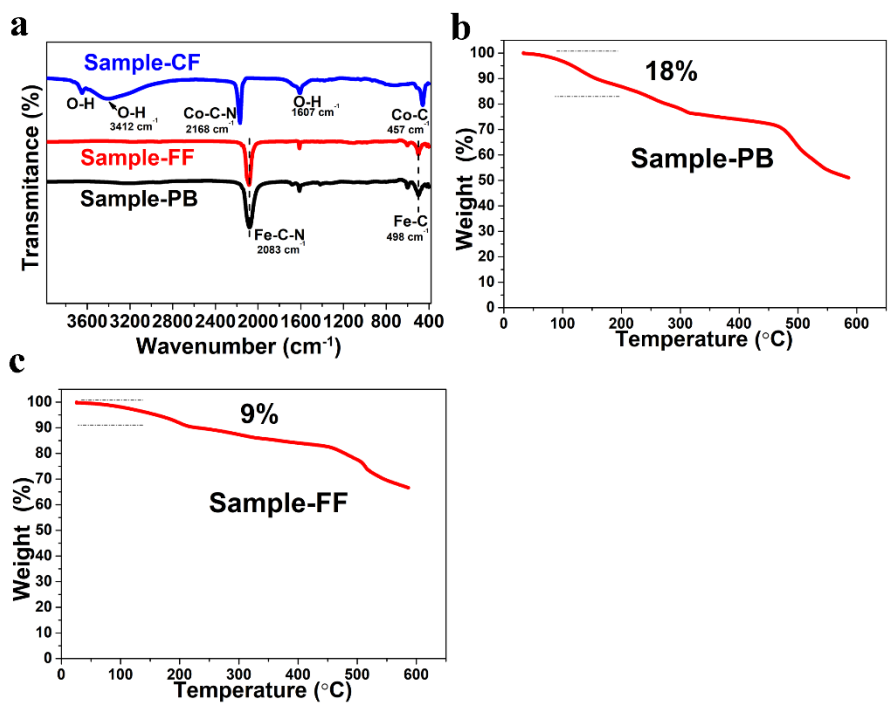 a
Transmitance (%)
Sample-CF
O-H
O-H
3412 cm-1
Co-C-N
2168 cm-1
O-H
1607 cm-1
Co-C
457 cm-1
Sample-FF
Sample-PB
Fe-C-N
2083 cm-1
Fe-C
498 cm-1
3600 3200 2800 2400 2000 1600 1200 800 400
Wavenumber (cm-1)
b
Weight (%)
100
90
80
70
60
50
40
30
20
10
0
18%
Sample-PB
0 100 200 300 400 500 600
Temperature (°C)
c
Weight (%)
100
90
80
70
60
50
40
30
20
10
0
9%
Sample-FF
0 100 200 300 400 500 600
Temperature (°C)